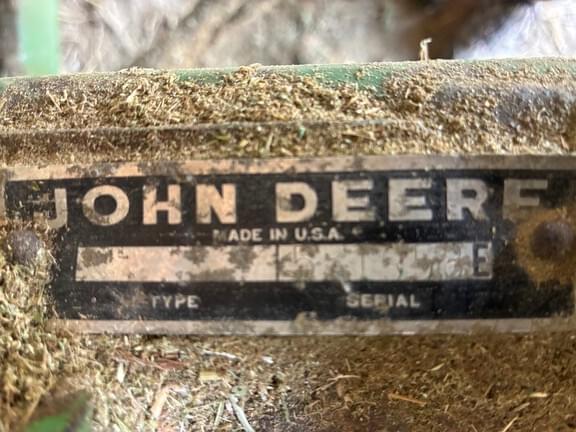 JOHN DEERE
MADE IN U.S.A.
E
TYPE SERIAL